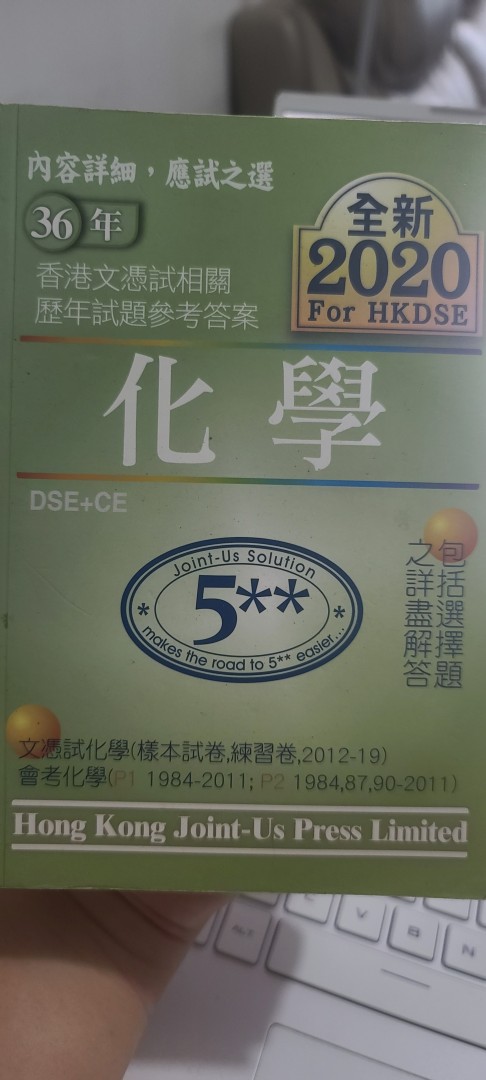 內容詳細，應試之選
36 年
香港文憑試相關
歷年試題參考答案
全新
2020
For HKDSE
化學
DSE+CE
Joint-Us Solution
*5***
makes the road to 5** easier...
包括選擇題
之詳盡解答
文憑試化學(樣本試卷,練習卷,2012-19)
會考化學(P1 1984-2011; P2 1984,87,90-2011)
Hong Kong Joint-Us Press Limited
V
B
N